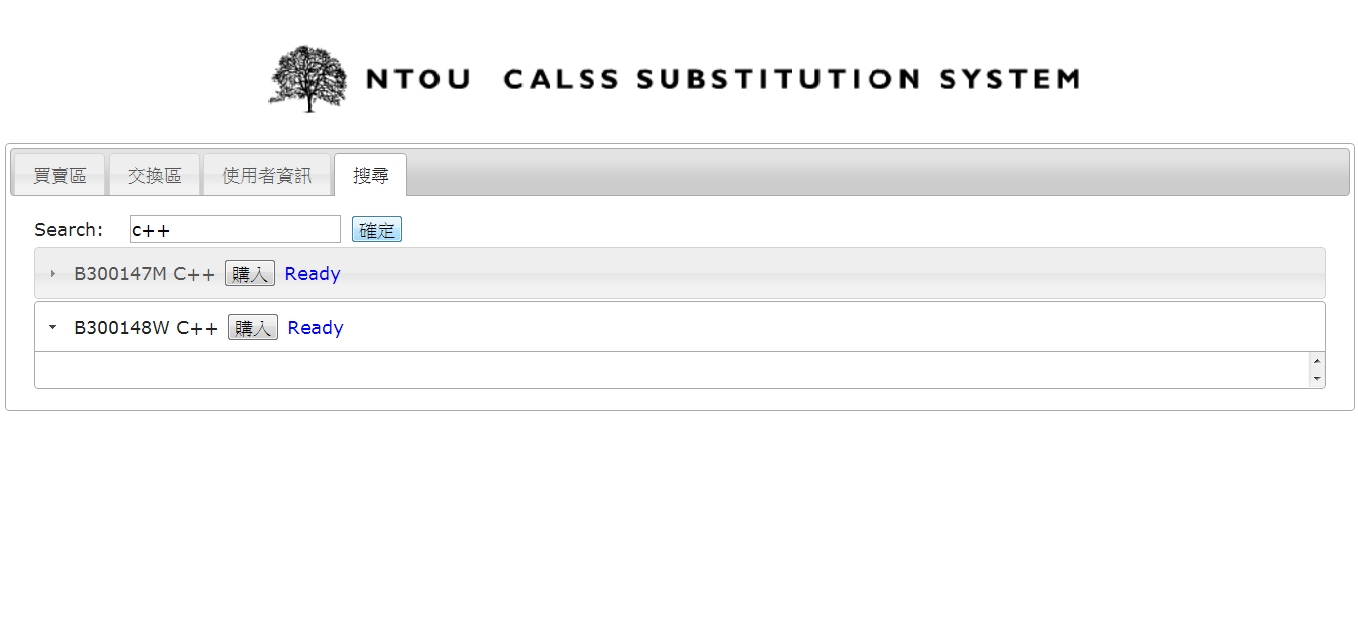 NTOU CALSS SUBSTITUTION SYSTEM
買賣區 交換區 使用者資訊 搜尋
Search: c++ 確定
B300147M C++ 購入 Ready
B300148W C++ 購入 Ready